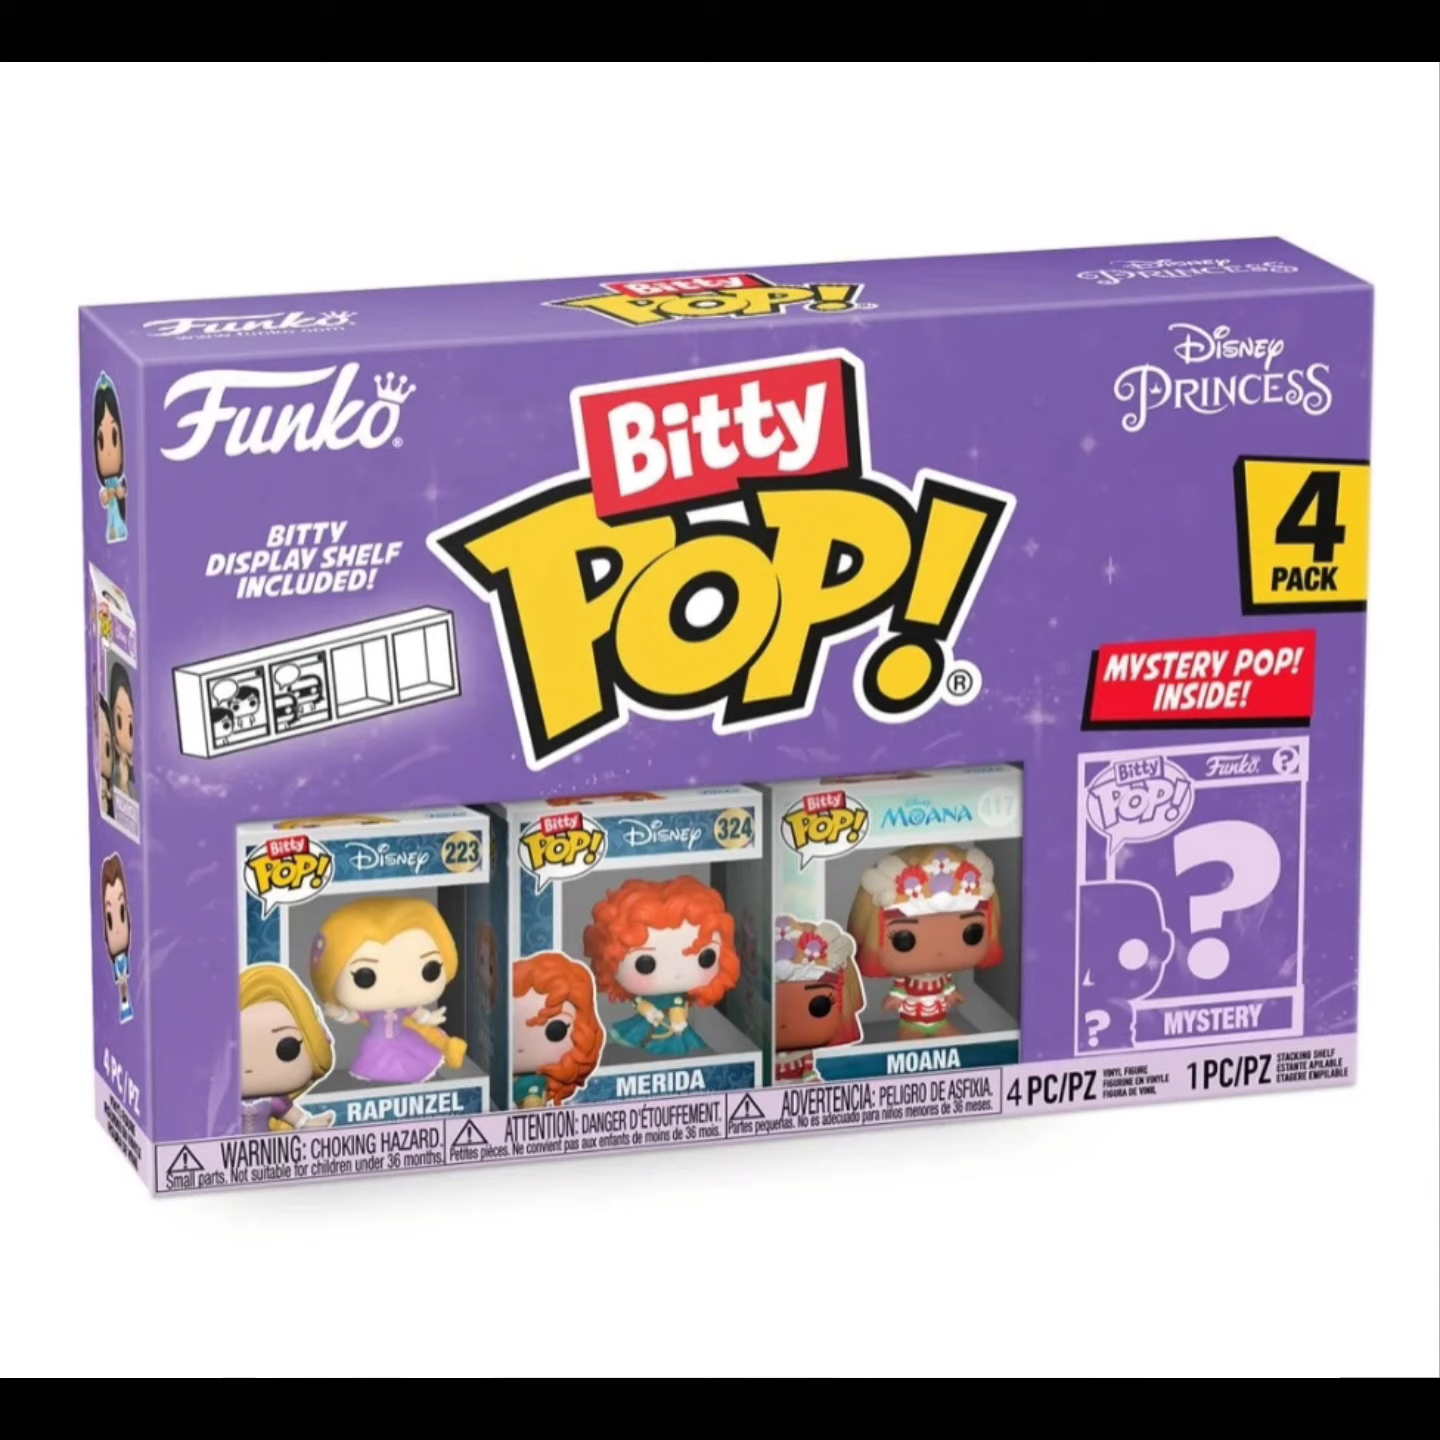 Funko
www.funko.com
Bitty
POP!
Disney
PRINCESS
Funko®
Bitty
POP!®
Disney
PRINCESS
BITTY
DISPLAY SHELF
INCLUDED!
4
PACK
MYSTERY POP!
INSIDE!
Bitty
POP!
Disney
223
RAPUNZEL
Bitty
POP!
Disney
324
MERIDA
Bitty
POP!
Disney
MOANA
417
MOANA
Bitty
POP!
Funko
?
?
?
MYSTERY
4 PC/PZ
WARNING: CHOKING HAZARD.
Small parts. Not suitable for children under 36 months.
ATTENTION: DANGER D'ÉTOUFFEMENT.
Petites pièces. Ne convient pas aux enfants de moins de 36 mois.
ADVERTENCIA: PELIGRO DE ASFIXIA.
Partes pequeñas. No es adecuado para niños menores de 36 meses.
4 PC/PZ
VINYL FIGURE
FIGURINE EN VINYLE
FIGURA DE VINIL
1 PC/PZ
STACKING SHELF
ESTANTE APILABLE
ÉTAGÈRE EMPILABLE